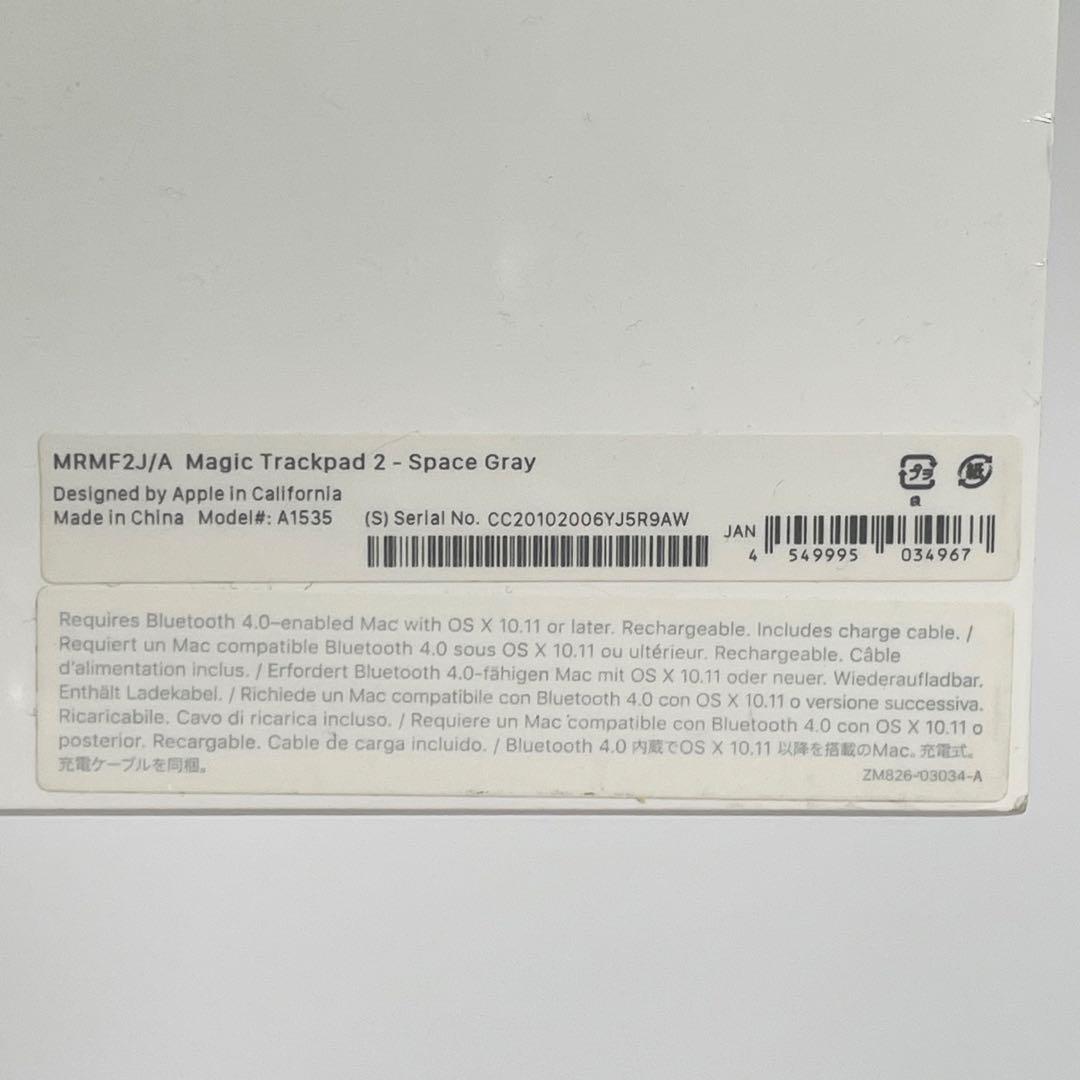 MRMF2J/A Magic Trackpad 2 - Space Gray
Designed by Apple in California
Made in China Model#: A1535 (S) Serial No. CC20102006YJ5R9AW
プラ
紙
JAN
4 549995 034967
Requires Bluetooth 4.0–enabled Mac with OS X 10.11 or later. Rechargeable. Includes charge cable. /
Requiert un Mac compatible Bluetooth 4.0 sous OS X 10.11 ou ultérieur. Rechargeable. Câble
d'alimentation inclus. / Erfordert Bluetooth 4.0-fähigen Mac mit OS X 10.11 oder neuer. Wiederaufladbar.
Enthält Ladekabel. / Richiede un Mac compatibile con Bluetooth 4.0 con OS X 10.11 o versione successiva.
Ricaricabile. Cavo di ricarica incluso. / Requiere un Mac compatible con Bluetooth 4.0 con OS X 10.11 o
posterior. Recargable. Cable de carga incluido. / Bluetooth 4.0 内蔵でOS X 10.11 以降を搭載のMac。充電式。
充電ケーブルを同梱。
ZM826-03034-A